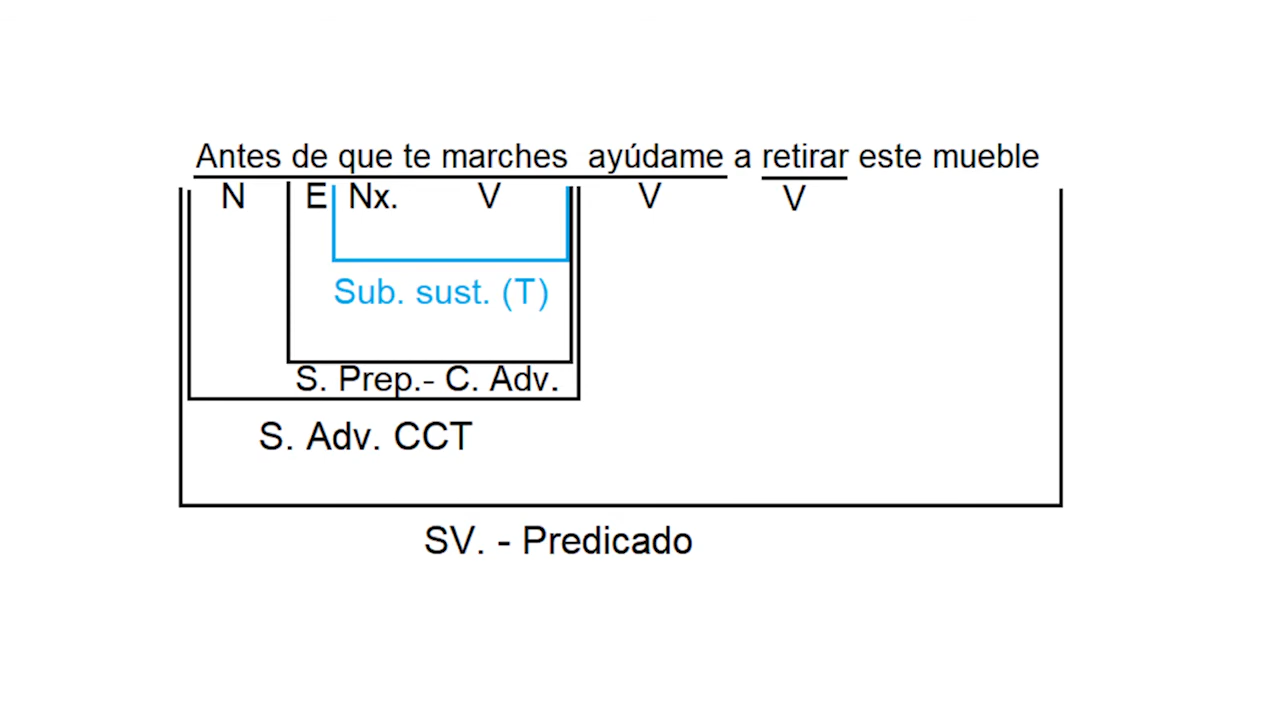 Antes de que te marches ayúdame a retirar este mueble
N E Nx. V V V
Sub. sust. (T)
S. Prep.- C. Adv.
S. Adv. CCT
SV. - Predicado